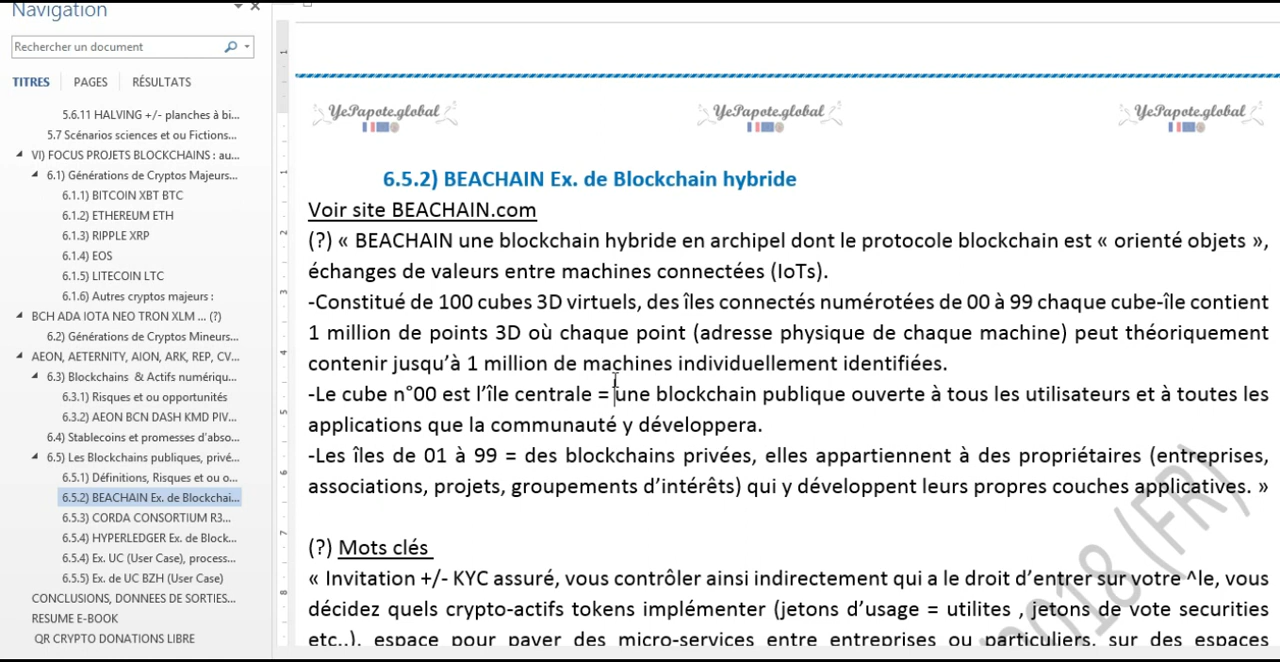 Navigation
Rechercher un document
TITRES PAGES RÉSULTATS
5.6.11 HALVING +/- planches à bi...
5.7 Scénarios sciences et ou Fictions...
VI) FOCUS PROJETS BLOCKCHAINS : au...
6.1) Générations de Cryptos Majeurs...
6.1.1) BITCOIN XBT BTC
6.1.2) ETHEREUM ETH
6.1.3) RIPPLE XRP
6.1.4) EOS
6.1.5) LITECOIN LTC
6.1.6) Autres cryptos majeurs :
BCH ADA IOTA NEO TRON XLM ... (?)
6.2) Générations de Cryptos Mineurs...
AEON, AETERNITY, AION, ARK, REP, CV...
6.3) Blockchains & Actifs numériqu...
6.3.1) Risques et ou opportunités
6.3.2) AEON BCN DASH KMD PIV...
6.4) Stablecoins et promesses d'abso...
6.5) Les Blockchains publiques, privé...
6.5.1) Définitions, Risques et ou o...
6.5.2) BEACHAIN Ex. de Blockchai...
6.5.3) CORDA CONSORTIUM R3...
6.5.4) HYPERLEDGER Ex. de Block...
6.5.4) Ex. UC (User Case), process...
6.5.5) Ex. de UC BZH (User Case)
CONCLUSIONS, DONNEES DE SORTIES...
RESUME E-BOOK
QR CRYPTO DONATIONS LIBRE
YePapote.global YePapote.global YePapote.global
6.5.2) BEACHAIN Ex. de Blockchain hybride
Voir site BEACHAIN.com
(?) « BEACHAIN une blockchain hybride en archipel dont le protocole blockchain est « orienté objets »,
échanges de valeurs entre machines connectées (IoTs).
-Constitué de 100 cubes 3D virtuels, des îles connectés numérotées de 00 à 99 chaque cube-île contient
1 million de points 3D où chaque point (adresse physique de chaque machine) peut théoriquement
contenir jusqu'à 1 million de machines individuellement identifiées.
-Le cube n°00 est l'île centrale = une blockchain publique ouverte à tous les utilisateurs et à toutes les
applications que la communauté y développera.
-Les îles de 01 à 99 = des blockchains privées, elles appartiennent à des propriétaires (entreprises,
associations, projets, groupements d'intérêts) qui y développent leurs propres couches applicatives. »
(?) Mots clés
« Invitation +/- KYC assuré, vous contrôler ainsi indirectement qui a le droit d'entrer sur votre ^le, vous
décidez quels crypto-actifs tokens implémenter (jetons d'usage = utilites , jetons de vote securities
etc..), espace pour payer des micro-services entre entreprises ou particuliers, sur des espaces
2018 (FR)